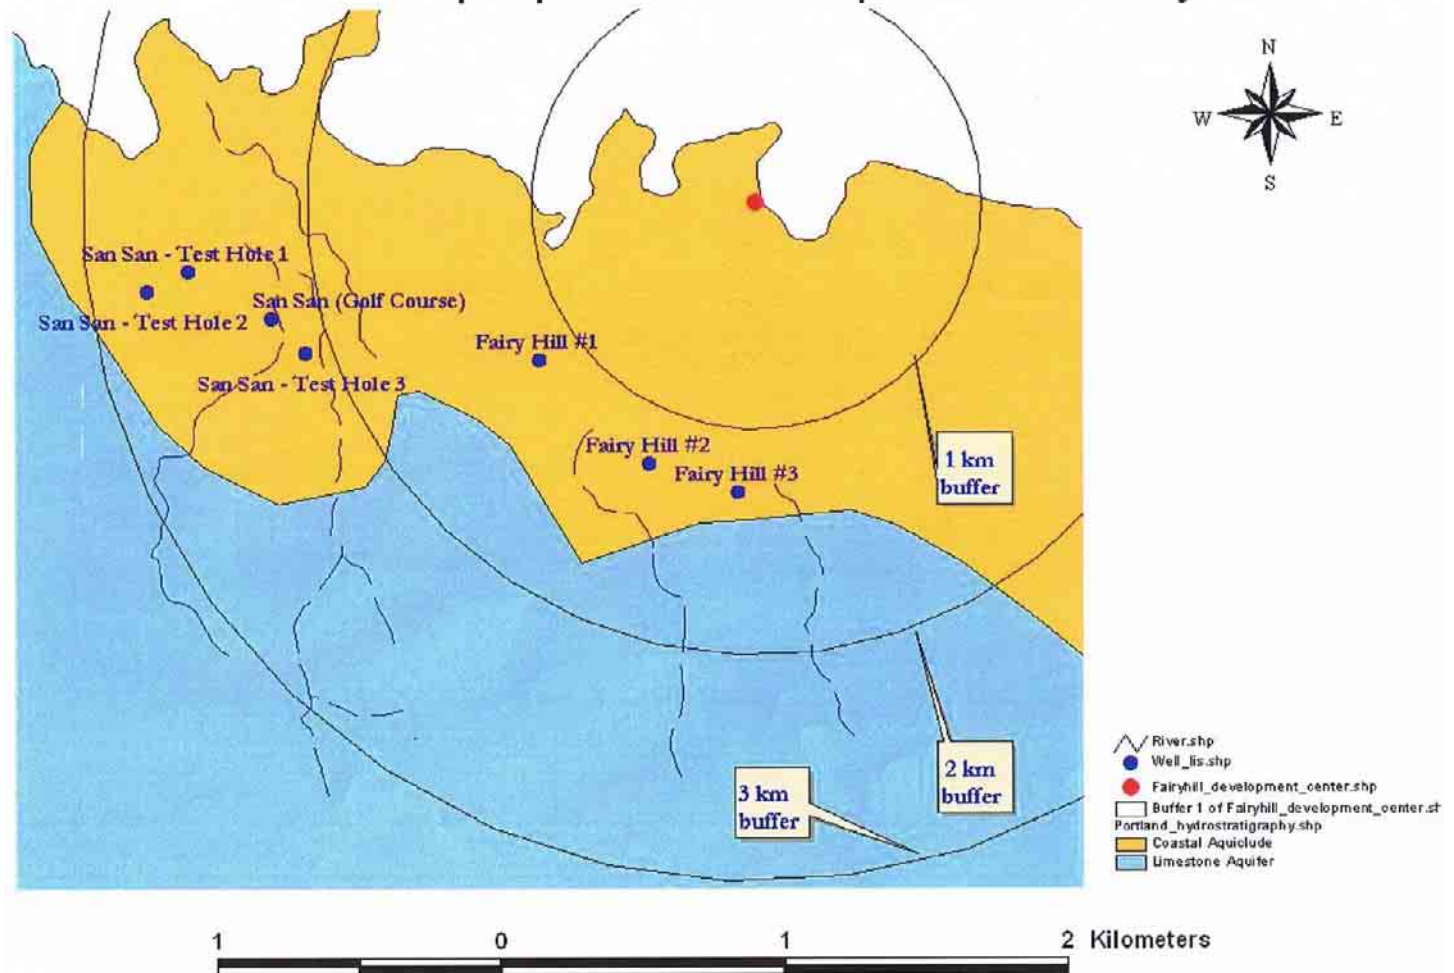 N
W E
S
San San - Test Hole 1
San San (Golf Course)
San San - Test Hole 2
Fairy Hill #1
San San - Test Hole 3
Fairy Hill #2
Fairy Hill #3
1 km
buffer
2 km
buffer
3 km
buffer
River.shp
Well_lis.shp
Fairyhill_development_center.shp
Buffer 1 of Fairyhill_development_center.sh
Portland_hydrostratigraphy.shp
Coastal Aquiclude
Limestone Aquifer
1 0 1 2 Kilometers